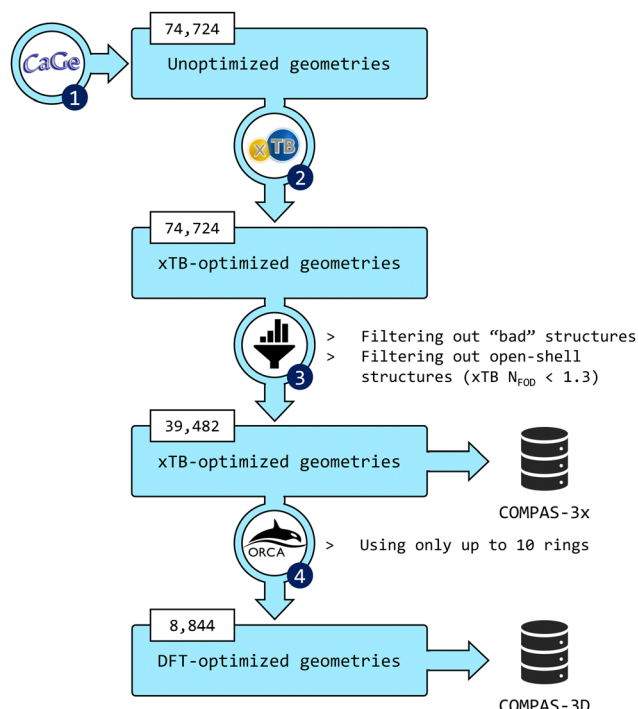 74,724
CaGe
Unoptimized geometries
1
xTB
2
74,724
xTB-optimized geometries
> Filtering out “bad” structures
> Filtering out open-shell
structures (xTB N_FOD < 1.3)
3
39,482
xTB-optimized geometries
COMPAS-3x
ORCA
> Using only up to 10 rings
4
8,844
DFT-optimized geometries
COMPAS-3D